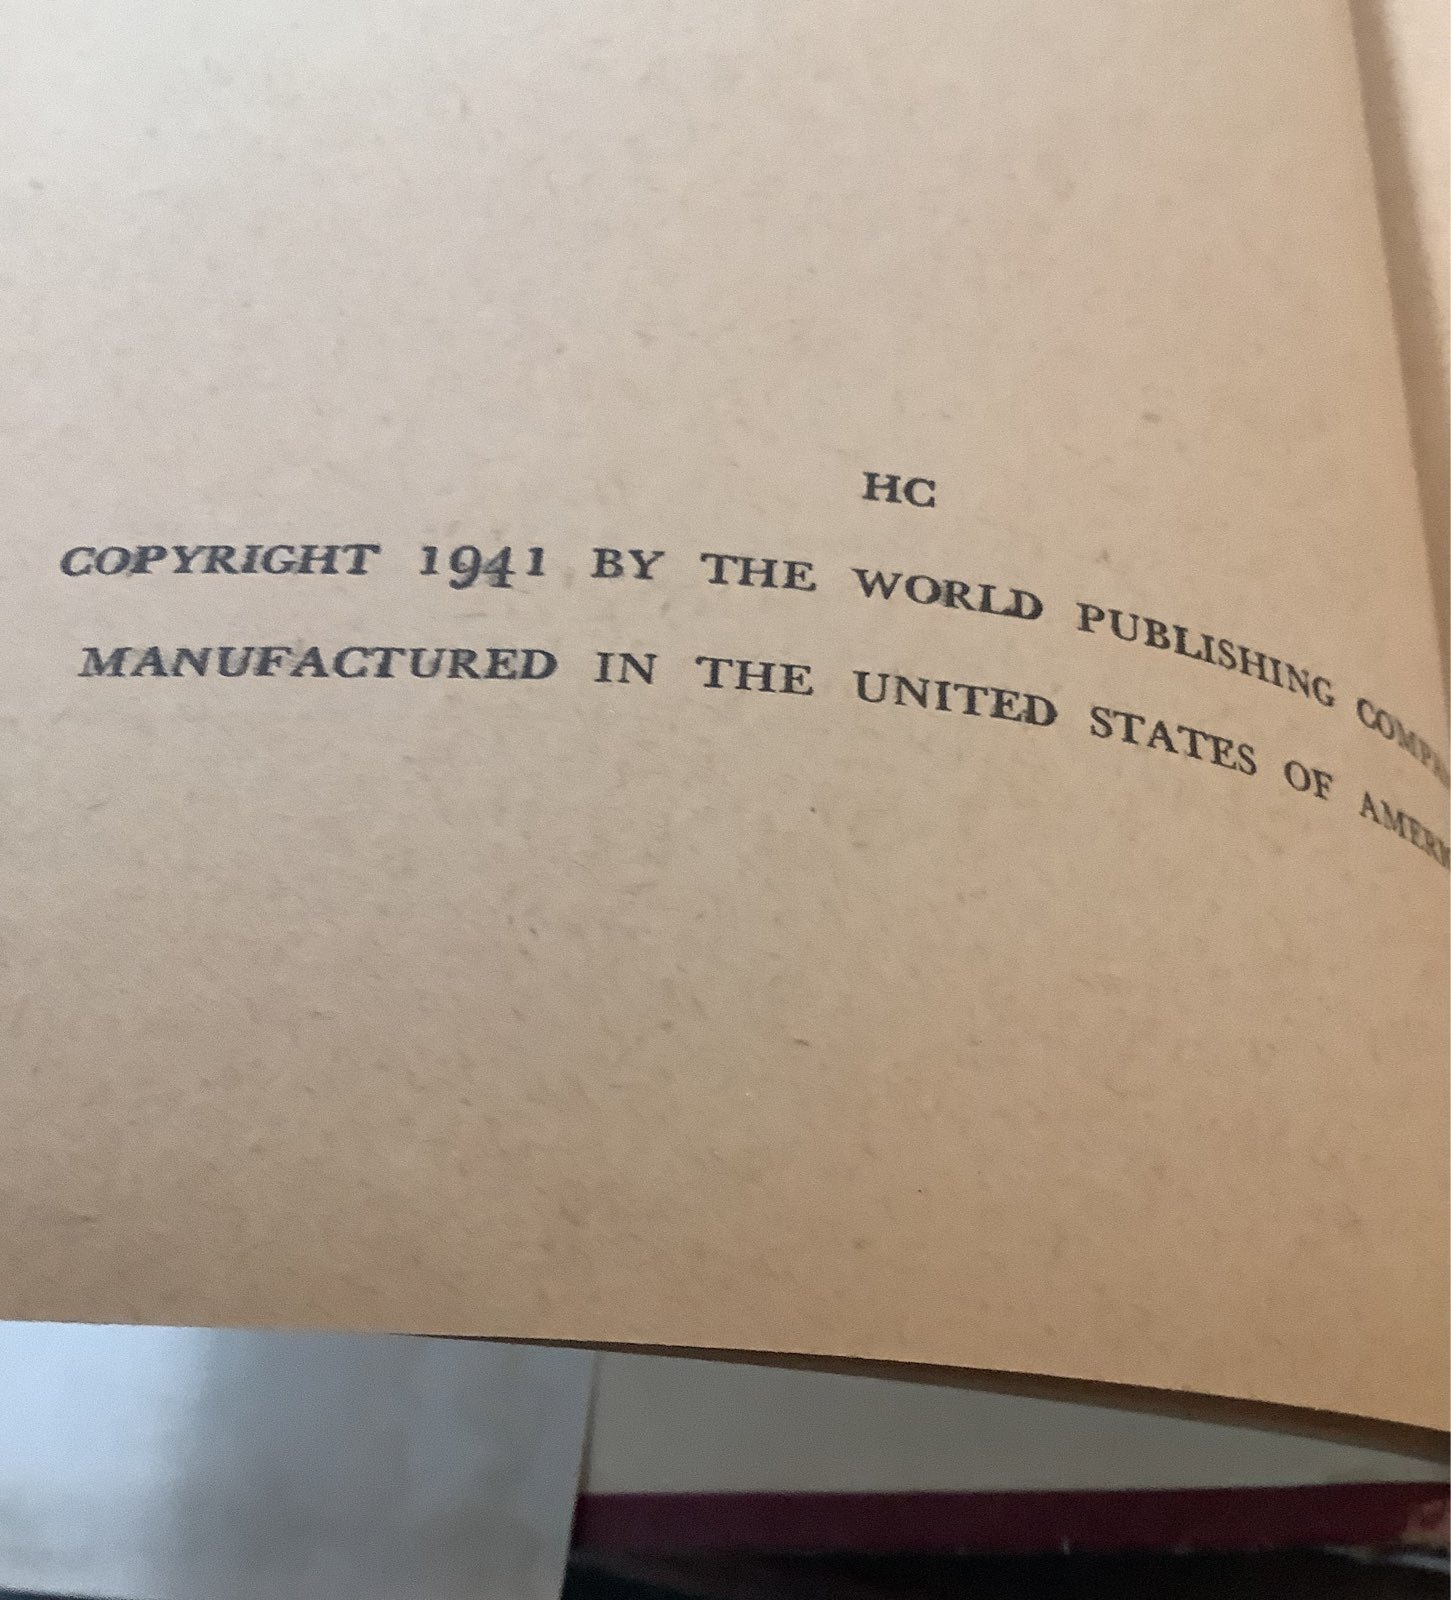 HC
COPYRIGHT 1941 BY THE WORLD PUBLISHING
MANUFACTURED IN THE UNITED STATES OF